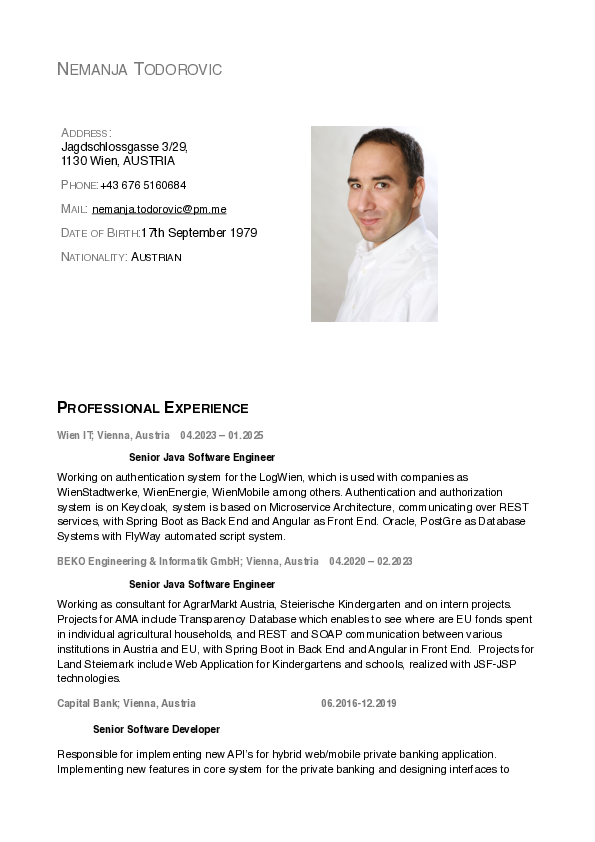 NEMANJA TODOROVIC
ADDRESS:
Jagdschlossgasse 3/29,
1130 Wien, AUSTRIA
PHONE:+43 676 5160684
MAIL: nemanja.todorovic@pm.me
DATE OF BIRTH:17th September 1979
NATIONALITY: AUSTRIAN
PROFESSIONAL EXPERIENCE
Wien IT; Vienna, Austria 04.2023 – 01.2025
Senior Java Software Engineer
Working on authentication system for the LogWien, which is used with companies as
WienStadtwerke, WienEnergie, WienMobile among others. Authentication and authorization
system is on Keycloak, system is based on Microservice Architecture, communicating over REST
services, with Spring Boot as Back End and Angular as Front End. Oracle, PostGre as Database
Systems with FlyWay automated script system.
BEKO Engineering & Informatik GmbH; Vienna, Austria 04.2020 – 02.2023
Senior Java Software Engineer
Working as consultant for AgrarMarkt Austria, Steierische Kindergarten and on intern projects.
Projects for AMA include Transparency Database which enables to see where are EU fonds spent
in individual agricultural households, and REST and SOAP communication between various
institutions in Austria and EU, with Spring Boot in Back End and Angular in Front End. Projects for
Land Steiemark include Web Application for Kindergartens and schools, realized with JSF-JSP
technologies.
Capital Bank; Vienna, Austria 06.2016-12.2019
Senior Software Developer
Responsible for implementing new API's for hybrid web/mobile private banking application.
Implementing new features in core system for the private banking and designing interfaces to